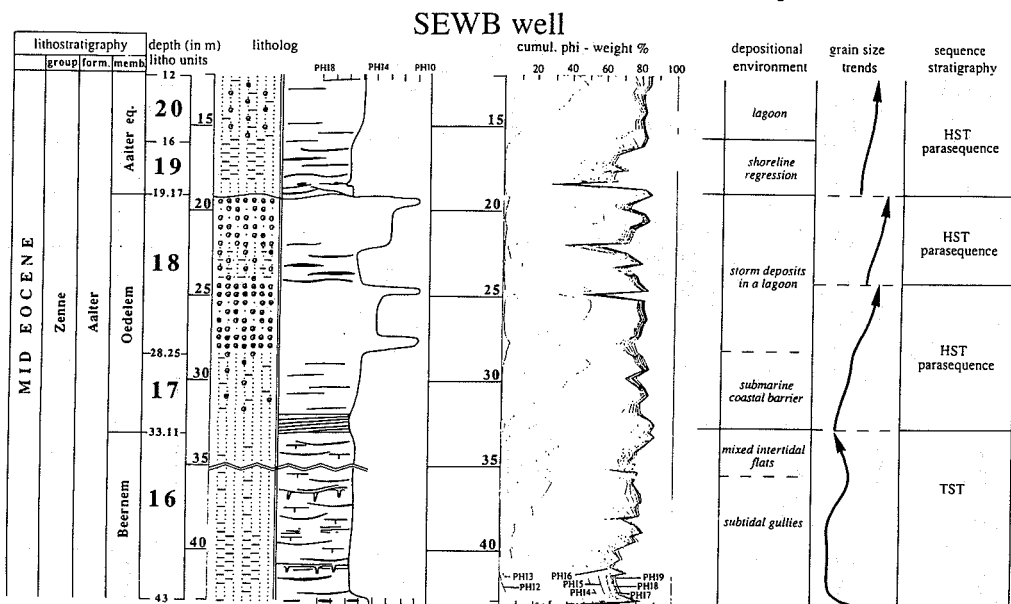 SEWB well
lithostratigraphy
group form. memb.
depth (in m)
litho units
litholog
PHI8 PHI4 PHI0
cumul. phi - weight %
20 40 60 80 100
depositional
environment
grain size
trends
sequence
stratigraphy
MID EOCENE
Zenne
Aalter
Aalter eq.
Oedelem
Beernem
12
20
16
19
19.17
18
28.25
17
33.11
16
43
15
20
25
30
35
40
15
20
25
30
35
40
lagoon
shoreline
regression
storm deposits
in a lagoon
submarine
coastal barrier
mixed intertidal
flats
subtidal gullies
HST
parasequence
HST
parasequence
HST
parasequence
TST
PHI3
PHI2
PHI6
PHI5
PHI4
PHI9
PHI8
PHI7